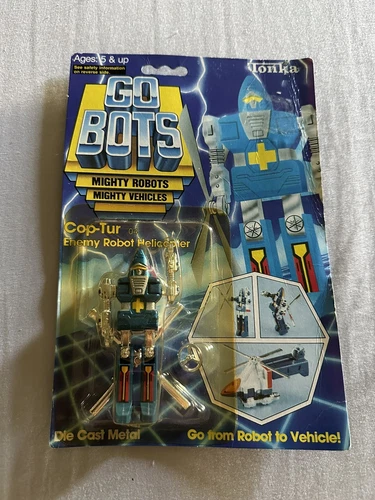 Ages: 5 & up
See safety information
on reverse side.
Tonka
GO
BOTS
MIGHTY ROBOTS
MIGHTY VEHICLES
Cop-Tur
Enemy Robot Helicopter
Die Cast Metal
Go from Robot to Vehicle!